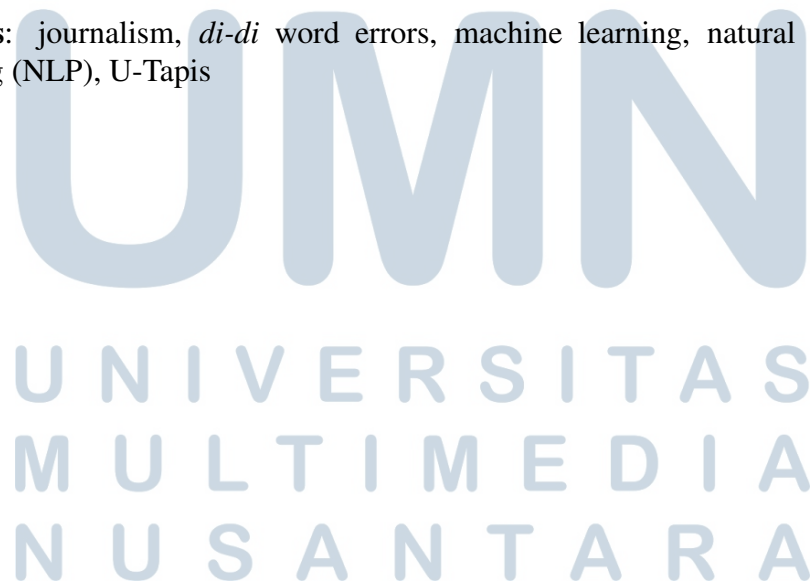 s: journalism, di-di word errors, machine learning, natural
g (NLP), U-Tapis
UMN
UNIVERSITAS
MULTIMEDIA
NUSANTARA